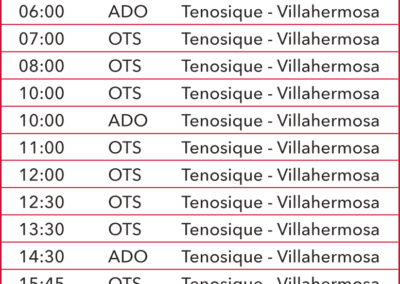 06:00 ADO Tenosique - Villahermosa
07:00 OTS Tenosique - Villahermosa
08:00 OTS Tenosique - Villahermosa
10:00 OTS Tenosique - Villahermosa
10:00 ADO Tenosique - Villahermosa
11:00 OTS Tenosique - Villahermosa
12:00 OTS Tenosique - Villahermosa
12:30 OTS Tenosique - Villahermosa
13:30 OTS Tenosique - Villahermosa
14:30 ADO Tenosique - Villahermosa
15:45 OTS Tenosique - Villahermosa